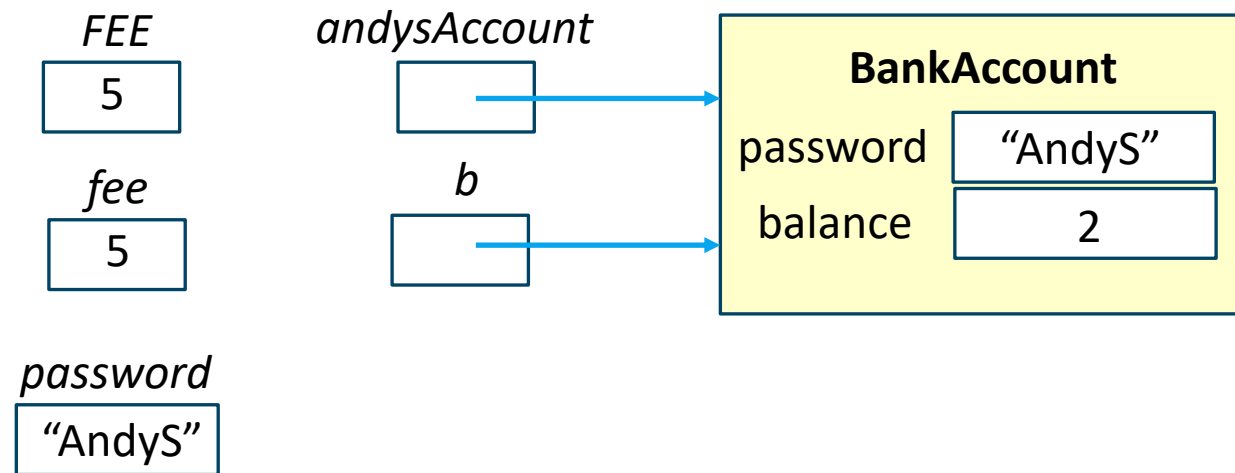 FEE
5
andysAccount
BankAccount
password “AndyS”
balance 2
fee
5
b
password
“AndyS”